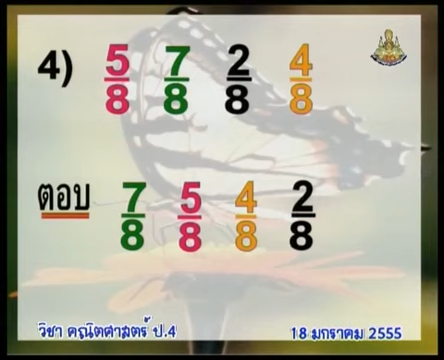 4) 5/8 7/8 2/8 4/8
ตอบ 7/8 5/8 4/8 2/8
วิชา คณิตศาสตร์ ป.4 18 มกราคม 2555